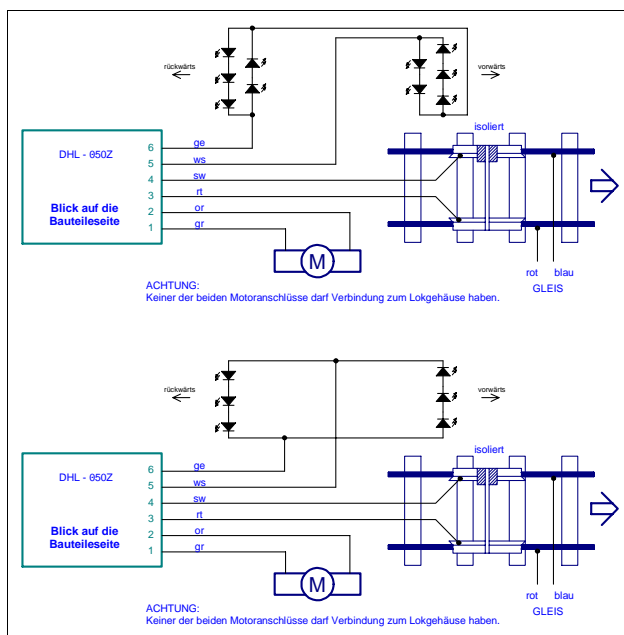 rückwärts
vorwärts
isoliert
DHL - 050Z
Blick auf die
Bauteileseite
6 ge
5 ws
4 sw
3 rt
2 or
1 gr
M
rot blau
GLEIS
ACHTUNG:
Keiner der beiden Motoranschlüsse darf Verbindung zum Lokgehäuse haben.
rückwärts
vorwärts
isoliert
DHL - 050Z
Blick auf die
Bauteileseite
6 ge
5 ws
4 sw
3 rt
2 or
1 gr
M
rot blau
GLEIS
ACHTUNG:
Keiner der beiden Motoranschlüsse darf Verbindung zum Lokgehäuse haben.